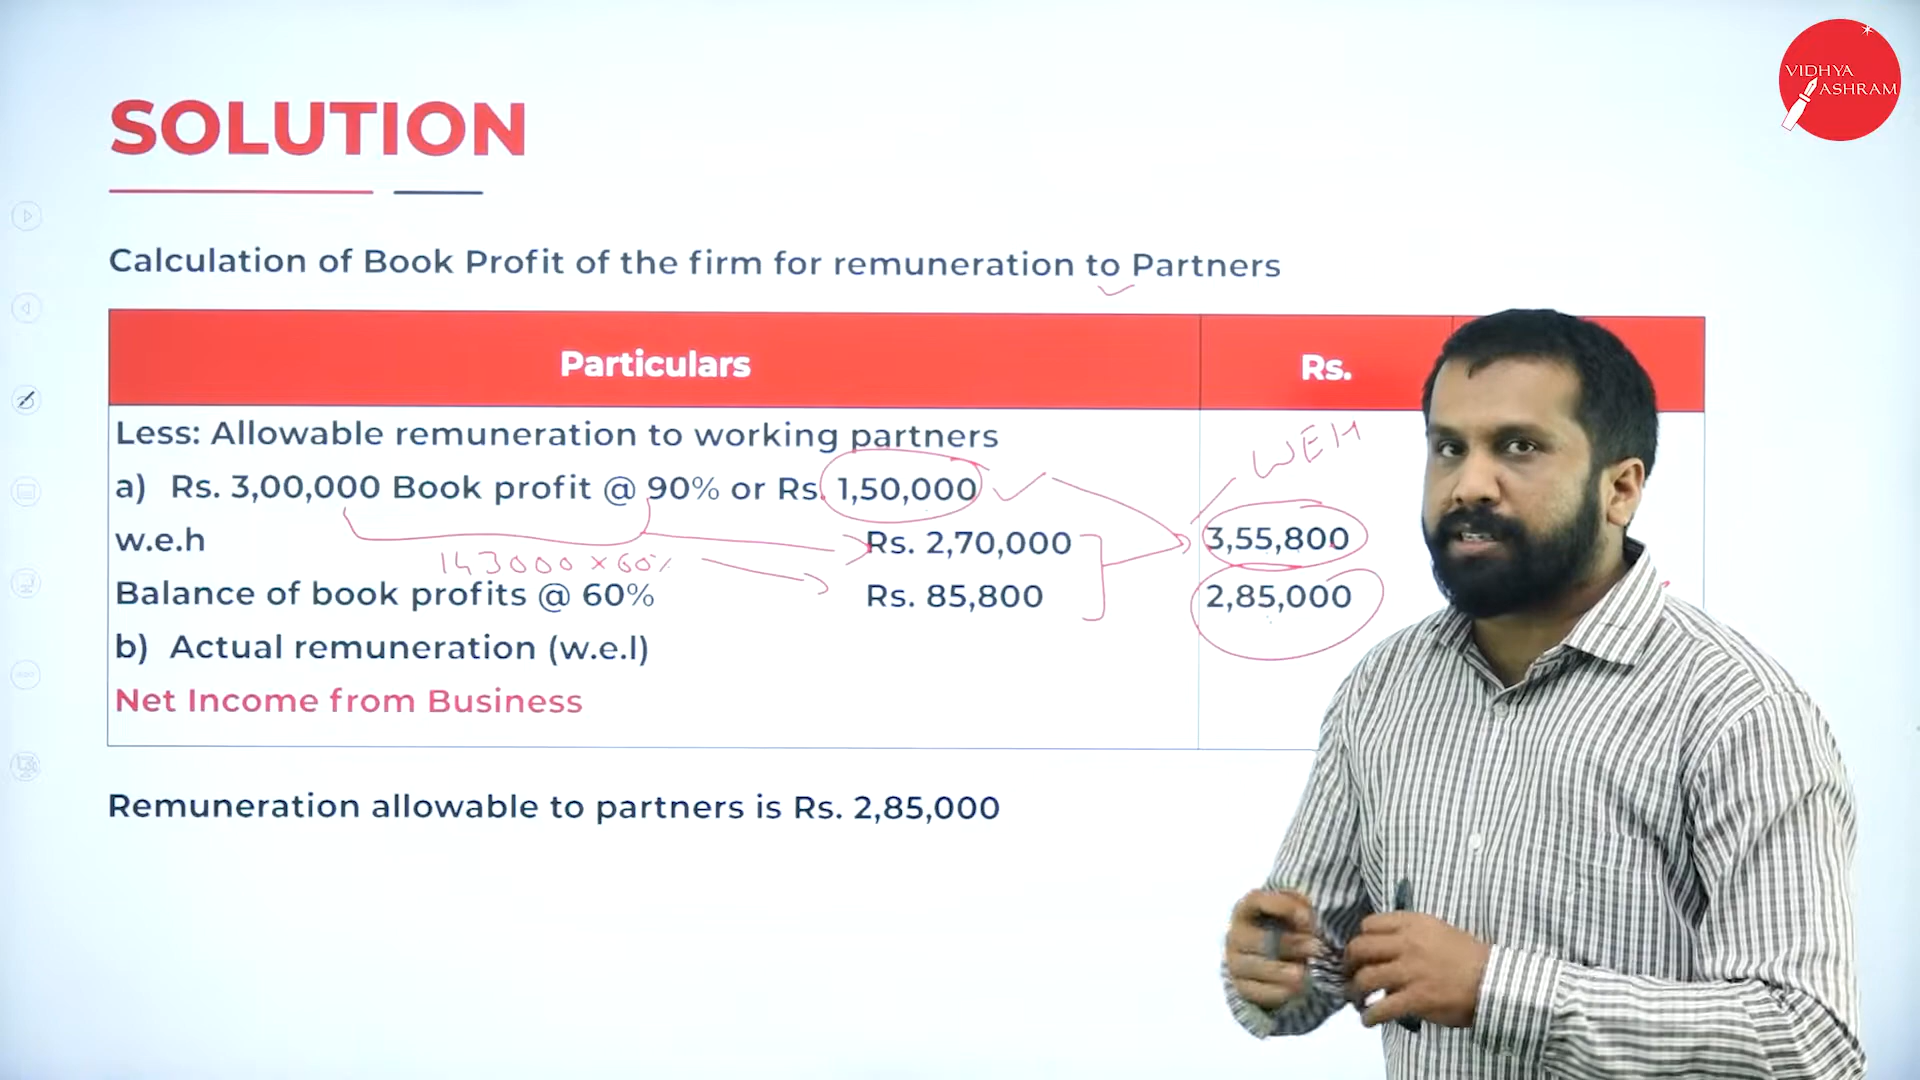 VIDHYA
ASHRAM
SOLUTION
Calculation of Book Profit of the firm for remuneration to Partners
Particulars Rs.
Less: Allowable remuneration to working partners
WEH
a) Rs. 3,00,000 Book profit @ 90% or Rs. 1,50,000
w.e.h Rs. 2,70,000 3,55,800
143000 x 60%
Balance of book profits @ 60% Rs. 85,800 2,85,000
b) Actual remuneration (w.e.l)
Net Income from Business
Remuneration allowable to partners is Rs. 2,85,000